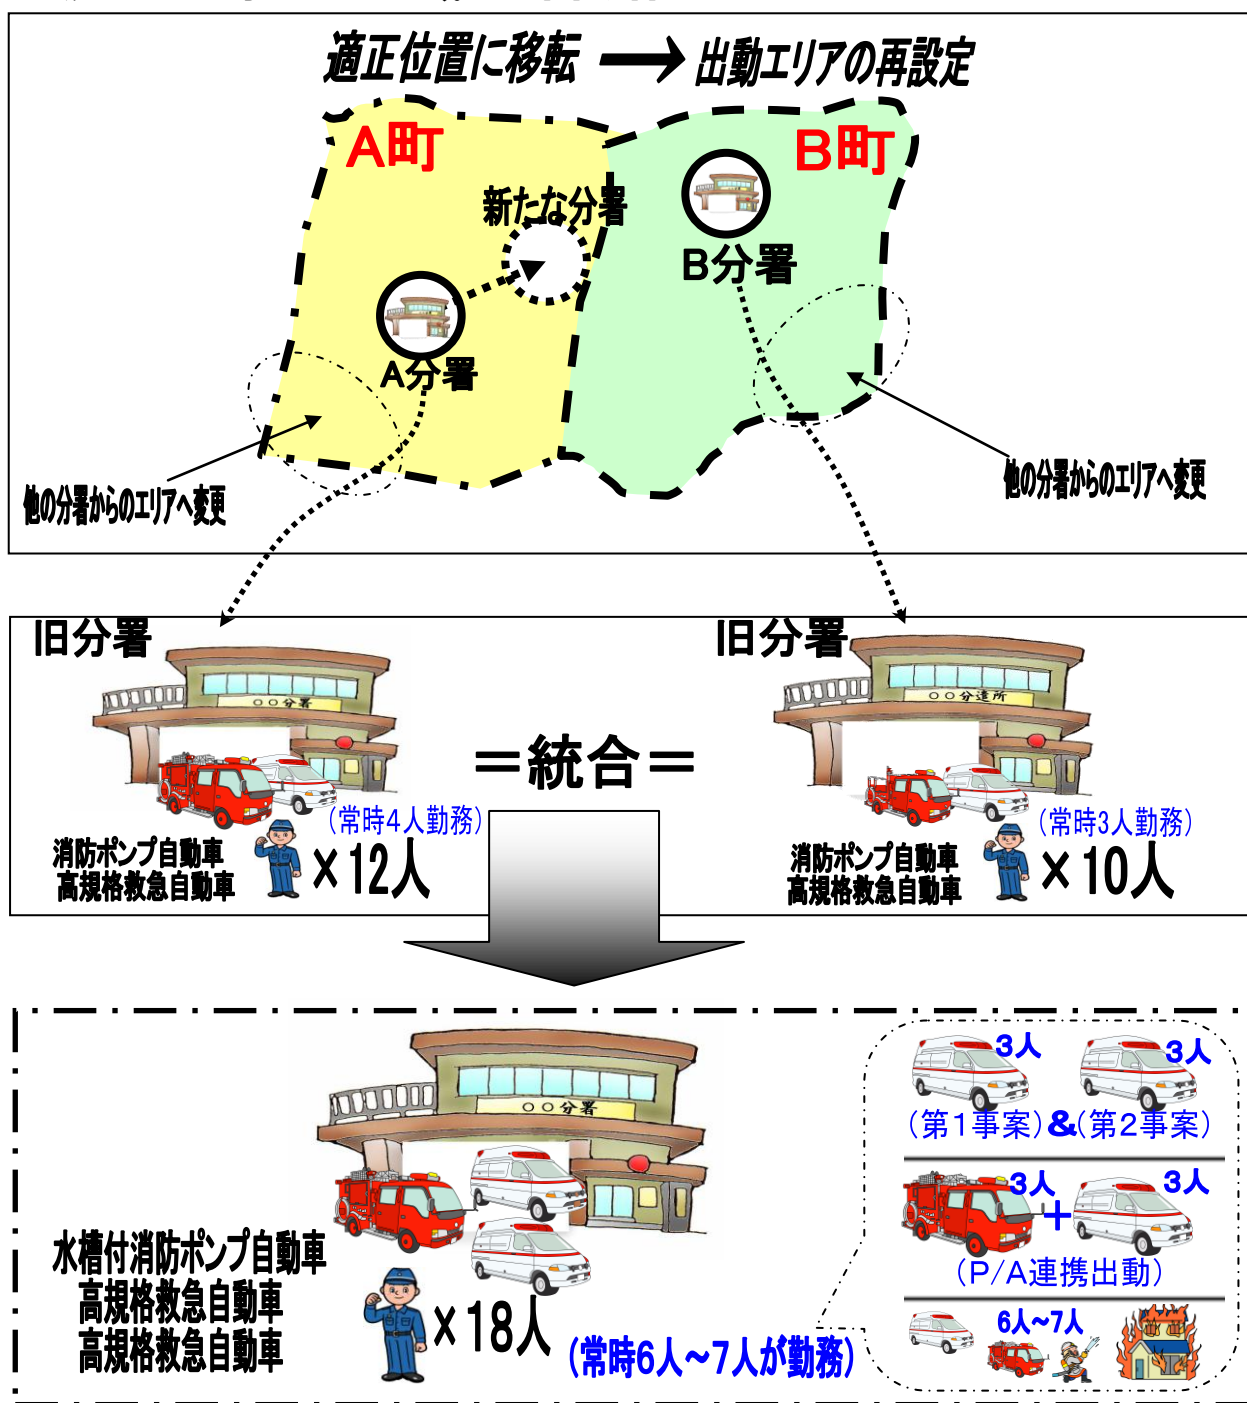 適正位置に移転 → 出動エリアの再設定
A町
B町
新たな分署
B分署
A分署
他の分署からのエリアへ変更
他の分署からのエリアへ変更
旧分署
旧分署
○○分署
○○分遣所
＝統合＝
(常時4人勤務)
(常時3人勤務)
消防ポンプ自動車
高規格救急自動車
×12人
消防ポンプ自動車
高規格救急自動車
×10人
○○分署
水槽付消防ポンプ自動車
高規格救急自動車
高規格救急自動車
×18人
(常時6人～7人が勤務)
3人
3人
(第1事案)&(第2事案)
3人
+
3人
(P/A連携出動)
6人～7人